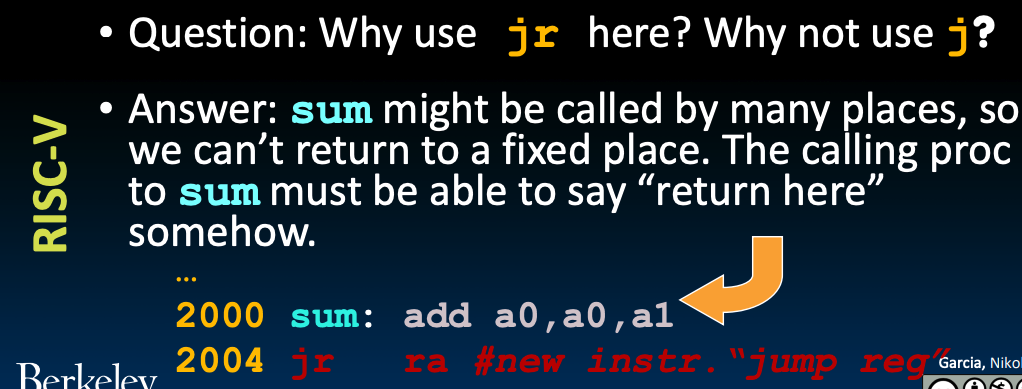 • Question: Why use jr here? Why not use j?
• Answer: sum might be called by many places, so
we can’t return to a fixed place. The calling proc
to sum must be able to say “return here”
somehow.
RISC-V
…
2000 sum: add a0,a0,a1
2004 jr ra #new instr.“jump reg”
Berkeley
Garcia,